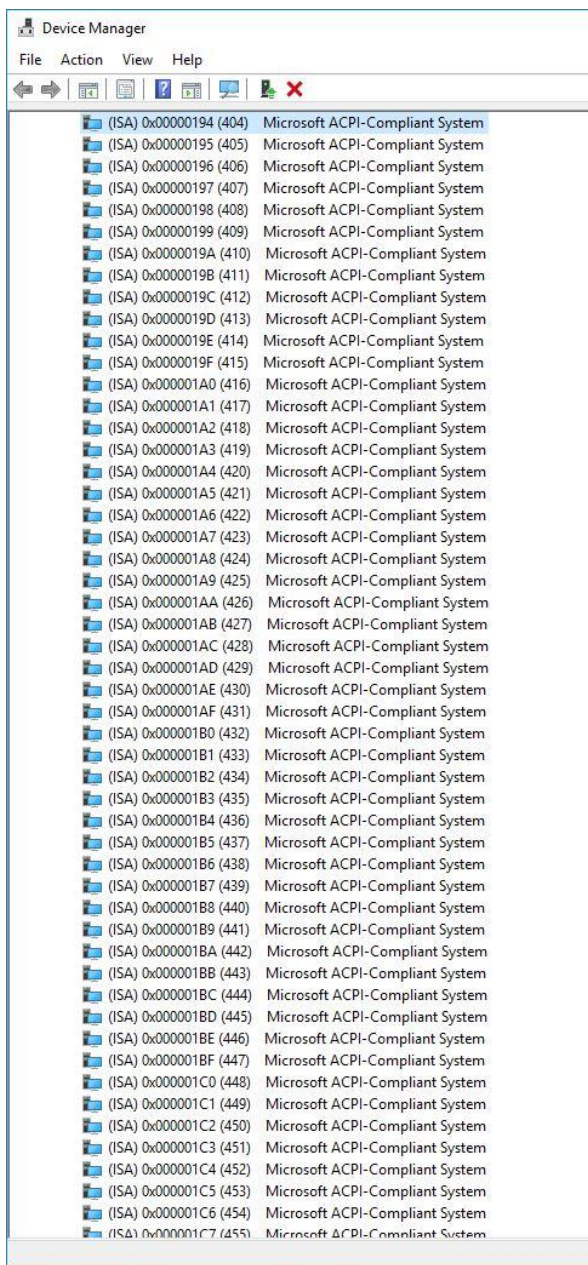 Device Manager
File Action View Help
(ISA) 0x00000194 (404) Microsoft ACPI-Compliant System
(ISA) 0x00000195 (405) Microsoft ACPI-Compliant System
(ISA) 0x00000196 (406) Microsoft ACPI-Compliant System
(ISA) 0x00000197 (407) Microsoft ACPI-Compliant System
(ISA) 0x00000198 (408) Microsoft ACPI-Compliant System
(ISA) 0x00000199 (409) Microsoft ACPI-Compliant System
(ISA) 0x0000019A (410) Microsoft ACPI-Compliant System
(ISA) 0x0000019B (411) Microsoft ACPI-Compliant System
(ISA) 0x0000019C (412) Microsoft ACPI-Compliant System
(ISA) 0x0000019D (413) Microsoft ACPI-Compliant System
(ISA) 0x0000019E (414) Microsoft ACPI-Compliant System
(ISA) 0x0000019F (415) Microsoft ACPI-Compliant System
(ISA) 0x000001A0 (416) Microsoft ACPI-Compliant System
(ISA) 0x000001A1 (417) Microsoft ACPI-Compliant System
(ISA) 0x000001A2 (418) Microsoft ACPI-Compliant System
(ISA) 0x000001A3 (419) Microsoft ACPI-Compliant System
(ISA) 0x000001A4 (420) Microsoft ACPI-Compliant System
(ISA) 0x000001A5 (421) Microsoft ACPI-Compliant System
(ISA) 0x000001A6 (422) Microsoft ACPI-Compliant System
(ISA) 0x000001A7 (423) Microsoft ACPI-Compliant System
(ISA) 0x000001A8 (424) Microsoft ACPI-Compliant System
(ISA) 0x000001A9 (425) Microsoft ACPI-Compliant System
(ISA) 0x000001AA (426) Microsoft ACPI-Compliant System
(ISA) 0x000001AB (427) Microsoft ACPI-Compliant System
(ISA) 0x000001AC (428) Microsoft ACPI-Compliant System
(ISA) 0x000001AD (429) Microsoft ACPI-Compliant System
(ISA) 0x000001AE (430) Microsoft ACPI-Compliant System
(ISA) 0x000001AF (431) Microsoft ACPI-Compliant System
(ISA) 0x000001B0 (432) Microsoft ACPI-Compliant System
(ISA) 0x000001B1 (433) Microsoft ACPI-Compliant System
(ISA) 0x000001B2 (434) Microsoft ACPI-Compliant System
(ISA) 0x000001B3 (435) Microsoft ACPI-Compliant System
(ISA) 0x000001B4 (436) Microsoft ACPI-Compliant System
(ISA) 0x000001B5 (437) Microsoft ACPI-Compliant System
(ISA) 0x000001B6 (438) Microsoft ACPI-Compliant System
(ISA) 0x000001B7 (439) Microsoft ACPI-Compliant System
(ISA) 0x000001B8 (440) Microsoft ACPI-Compliant System
(ISA) 0x000001B9 (441) Microsoft ACPI-Compliant System
(ISA) 0x000001BA (442) Microsoft ACPI-Compliant System
(ISA) 0x000001BB (443) Microsoft ACPI-Compliant System
(ISA) 0x000001BC (444) Microsoft ACPI-Compliant System
(ISA) 0x000001BD (445) Microsoft ACPI-Compliant System
(ISA) 0x000001BE (446) Microsoft ACPI-Compliant System
(ISA) 0x000001BF (447) Microsoft ACPI-Compliant System
(ISA) 0x000001C0 (448) Microsoft ACPI-Compliant System
(ISA) 0x000001C1 (449) Microsoft ACPI-Compliant System
(ISA) 0x000001C2 (450) Microsoft ACPI-Compliant System
(ISA) 0x000001C3 (451) Microsoft ACPI-Compliant System
(ISA) 0x000001C4 (452) Microsoft ACPI-Compliant System
(ISA) 0x000001C5 (453) Microsoft ACPI-Compliant System
(ISA) 0x000001C6 (454) Microsoft ACPI-Compliant System
(ISA) 0x000001C7 (455) Microsoft ACPI-Compliant System